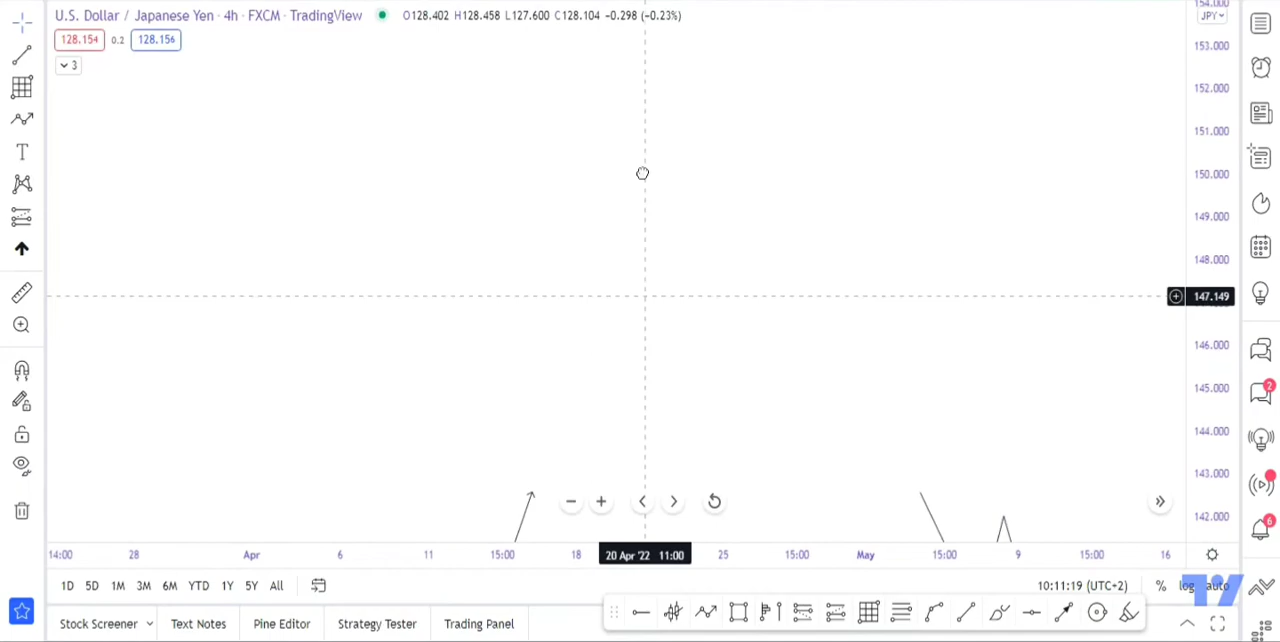 U.S. Dollar / Japanese Yen · 4h · FXCM · TradingView O128.402 H128.458 L127.600 C128.104 −0.298 (−0.23%)
128.154 0.2 128.156
3
154.000
JPY
153.000
152.000
151.000
150.000
149.000
148.000
147.149
146.000
145.000
144.000
143.000
142.000
14:00 28 Apr 6 11 15:00 18 20 Apr '22 11:00 25 15:00 May 15:00 9 15:00 16
1D 5D 1M 3M 6M YTD 1Y 5Y All 10:11:19 (UTC+2) % log auto
Stock Screener Text Notes Pine Editor Strategy Tester Trading Panel
2
6